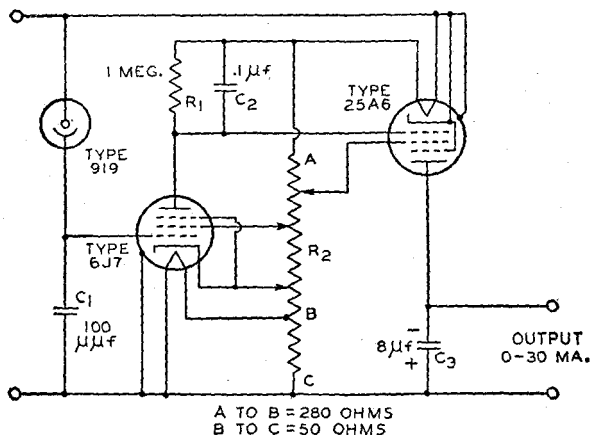 1 MEG.
R1
.1 µf
C2
TYPE
25A6
TYPE
919
A
TYPE
6J7
R2
C1
100
µµf
B
8µf
-
+
C3
OUTPUT
0-30 MA.
C
A TO B = 280 OHMS
B TO C = 50 OHMS